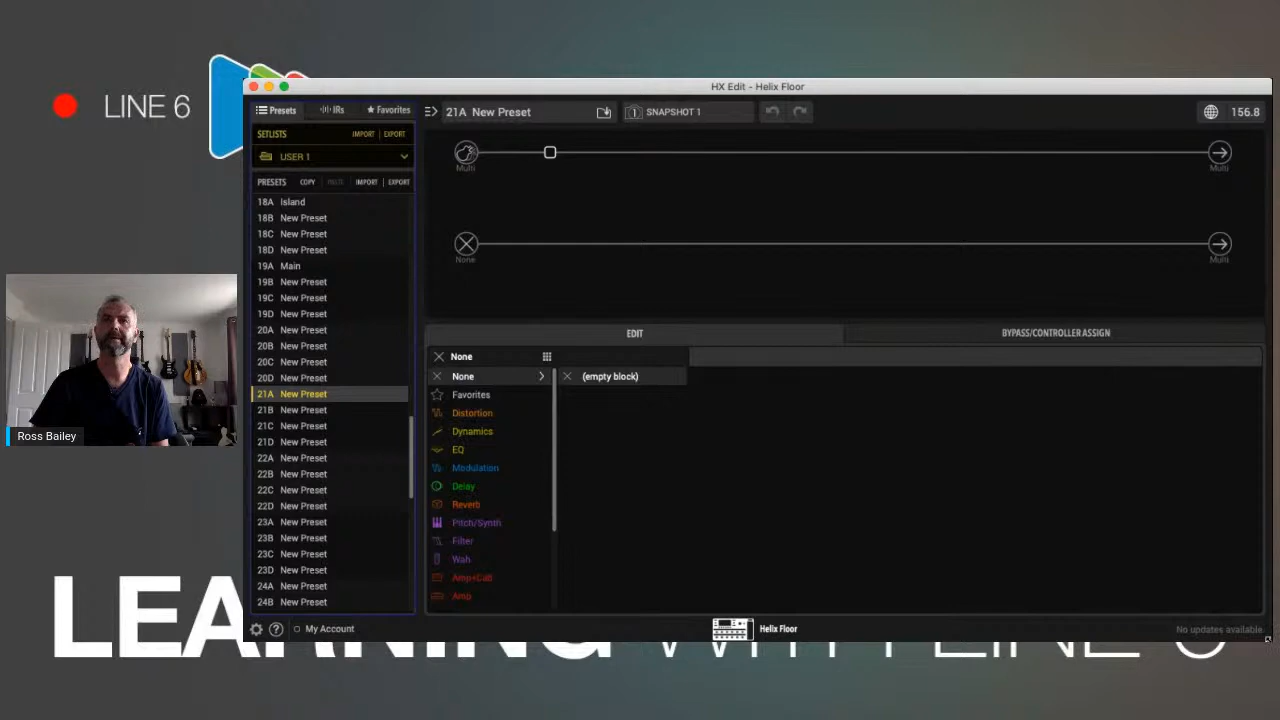 LINE 6
HX Edit - Helix Floor
Presets
IRs
Favorites
SETLISTS
IMPORT | EXPORT
USER 1
PRESETS
COPY
PASTE
IMPORT | EXPORT
18A Island
18B New Preset
18C New Preset
18D New Preset
19A Main
19B New Preset
19C New Preset
19D New Preset
20A New Preset
20B New Preset
20C New Preset
20D New Preset
21A New Preset
21B New Preset
21C New Preset
21D New Preset
22A New Preset
22B New Preset
22C New Preset
22D New Preset
23A New Preset
23B New Preset
23C New Preset
23D New Preset
24A New Preset
24B New Preset
21A New Preset
1
SNAPSHOT 1
156.8
Multi
Multi
None
Multi
EDIT
BYPASS/CONTROLLER ASSIGN
None
None
(empty block)
Favorites
Distortion
Dynamics
EQ
Modulation
Delay
Reverb
Pitch/Synth
Filter
Wah
Amp+Cab
Amp
? My Account
Helix Floor
No updates available
Ross Bailey
LEARNING WITH LINE 6